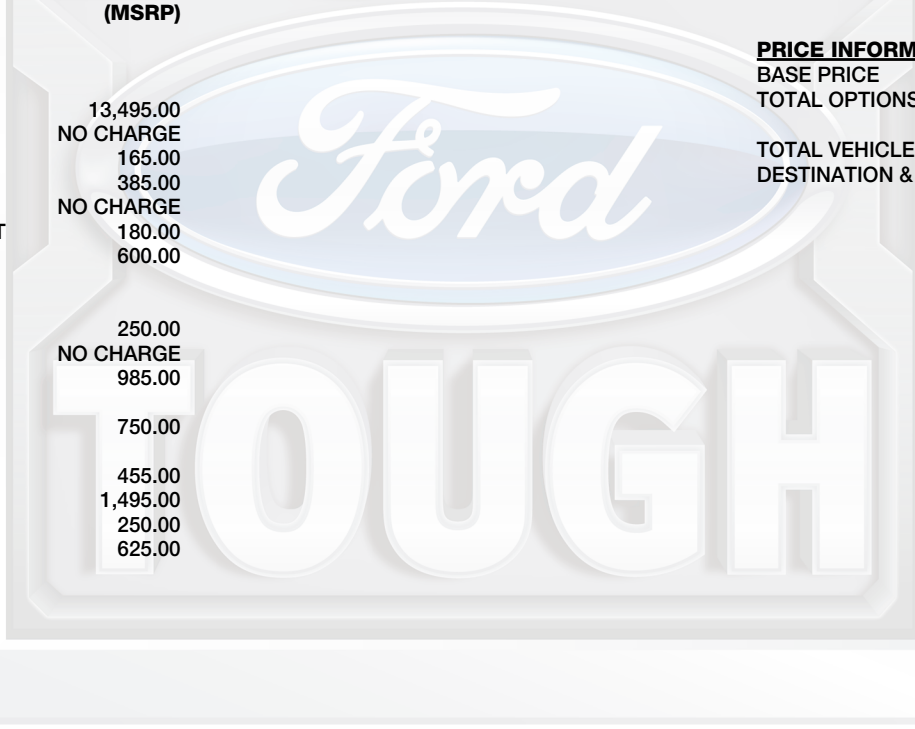 (MSRP)
13,495.00
NO CHARGE
165.00
385.00
NO CHARGE
T
180.00
600.00
250.00
NO CHARGE
985.00
750.00
455.00
1,495.00
250.00
625.00
PRICE INFORM
BASE PRICE
TOTAL OPTIONS
TOTAL VEHICLE
DESTINATION &
Ford
TOUGH